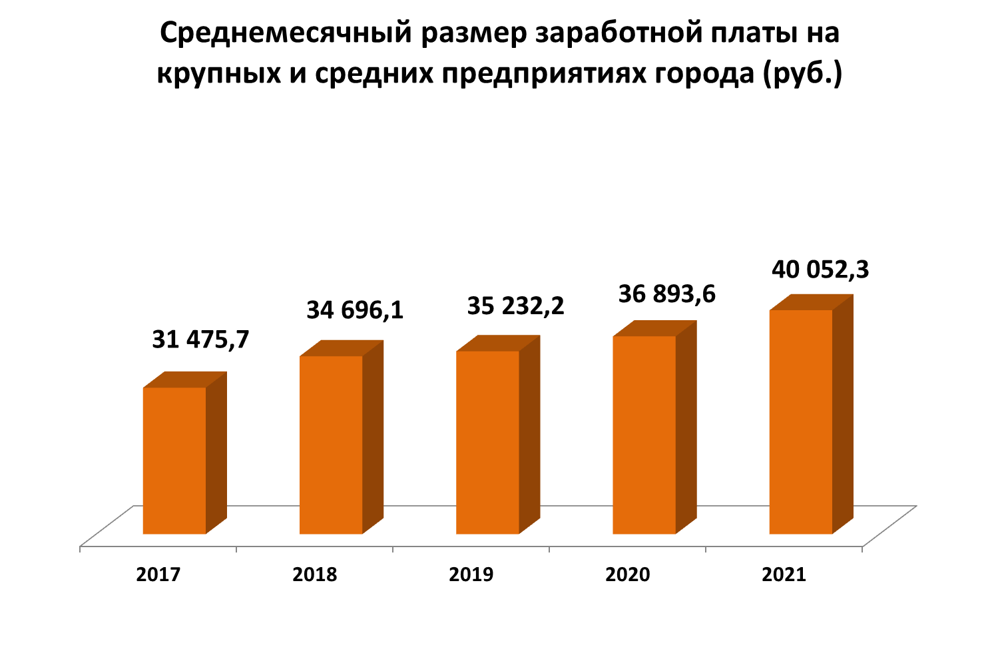 Среднемесячный размер заработной платы на
крупных и средних предприятиях города (руб.)
40 052,3
36 893,6
35 232,2
34 696,1
31 475,7
2017 2018 2019 2020 2021